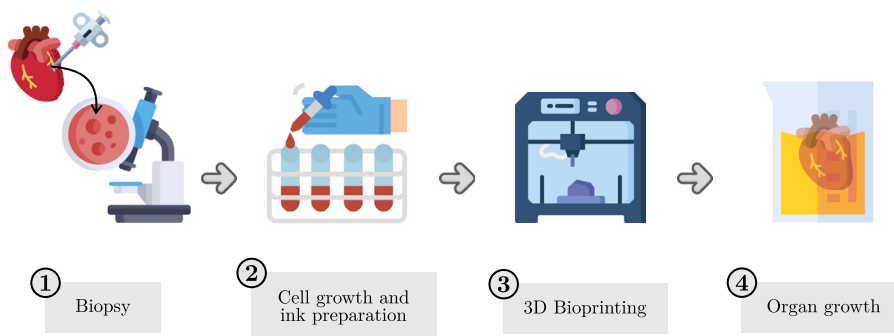 1
Biopsy
2
Cell growth and
ink preparation
3
3D Bioprinting
4
Organ growth